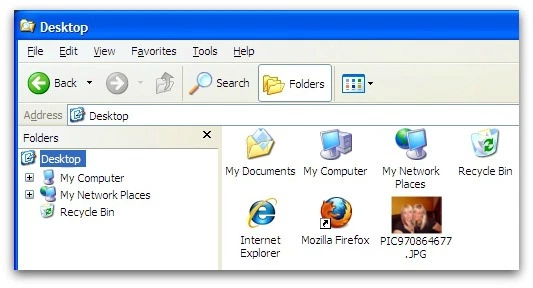 Desktop
File Edit View Favorites Tools Help
Back Search Folders
Address Desktop
Folders
Desktop
My Computer
My Network Places
Recycle Bin
My Documents My Computer My Network Places Recycle Bin
Internet Explorer Mozilla Firefox PIC970864677.JPG